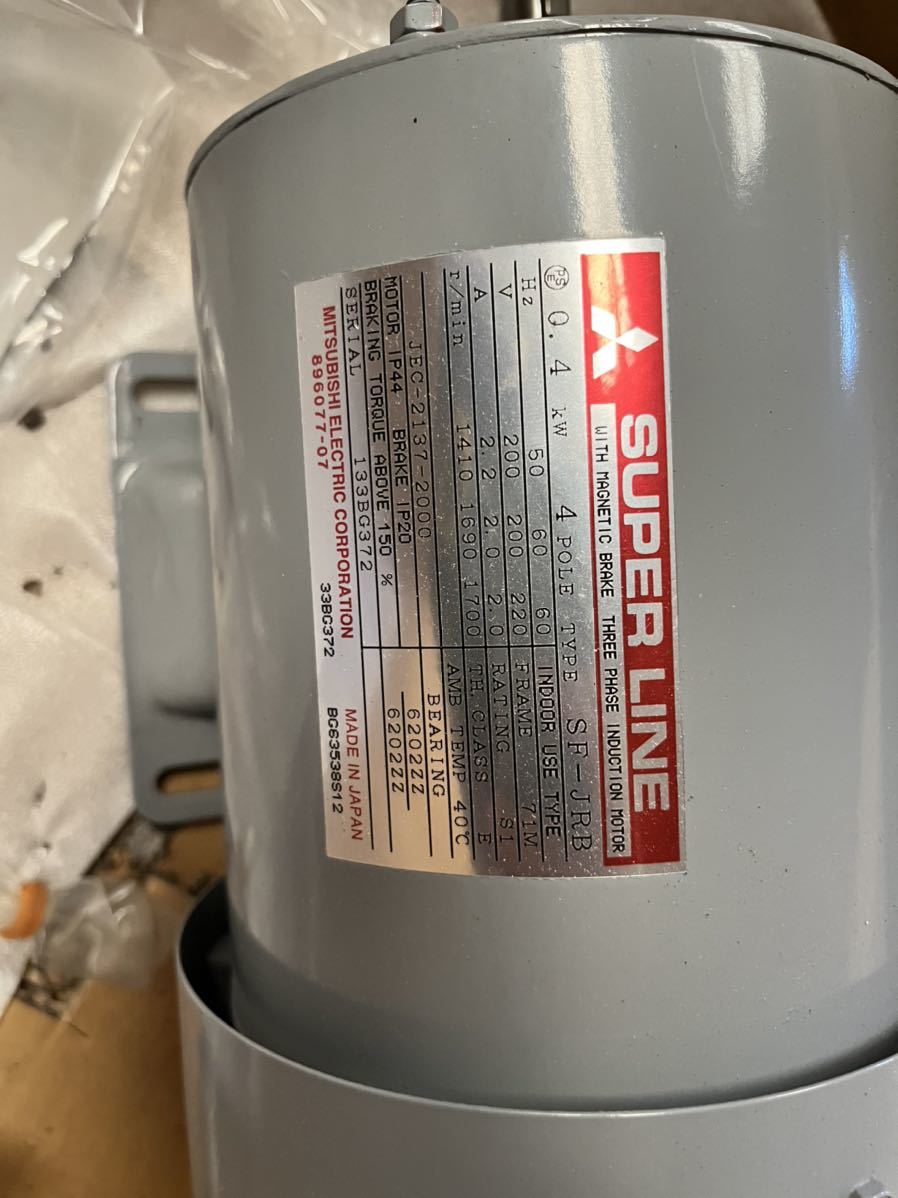 SUPER LINE
WITH MAGNETIC BRAKE THREE PHASE INDUCTION MOTOR
PSE 0.4 kW 4 POLE TYPE SF-JRB
Hz 50 60 60 INDOOR USE TYPE
V 200 200 220 FRAME 71M
A 2.2 2.0 2.0 RATING S1
r/min 1410 1690 1700 TH CLASS E
AMB TEMP 40℃
JEC-2137-2000 BEARING
MOTOR IP44 BRAKE IP20 6202ZZ
BRAKING TORQUE ABOVE 150 % 6202ZZ
SERIAL 133BG372
MITSUBISHI ELECTRIC CORPORATION MADE IN JAPAN
896077-07 33BG372 BG63538S12